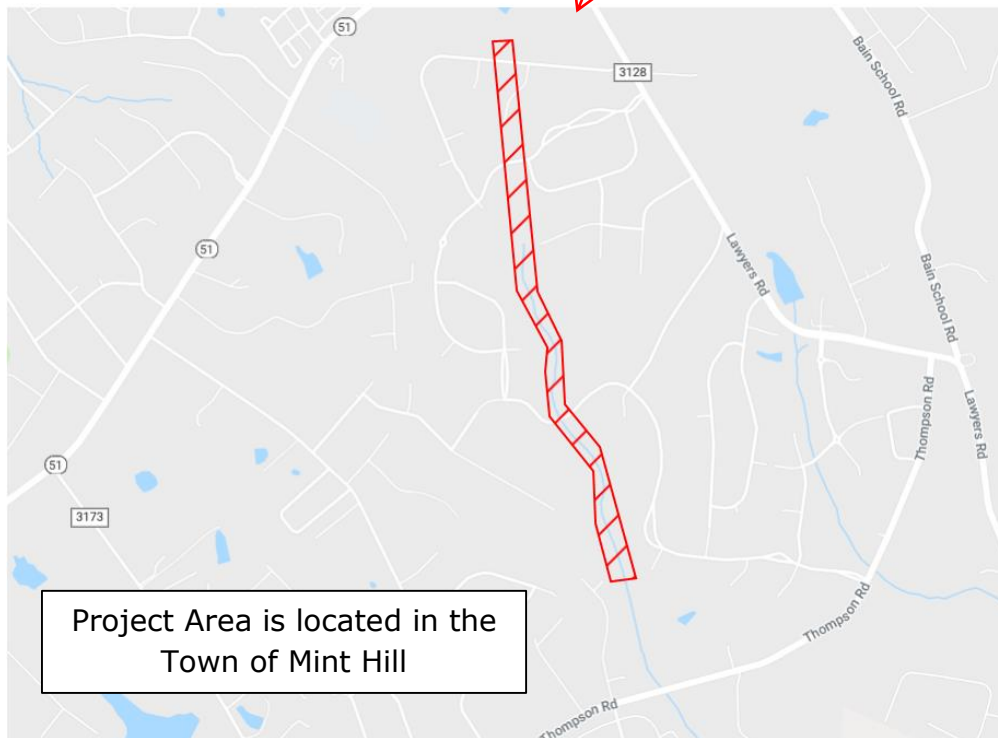 51
3128
Bain School Rd
51
Lawyers Rd
Bain School Rd
Thompson Rd
Lawyers Rd
51
3173
Project Area is located in the
Town of Mint Hill
Thompson Rd
Thompson Rd